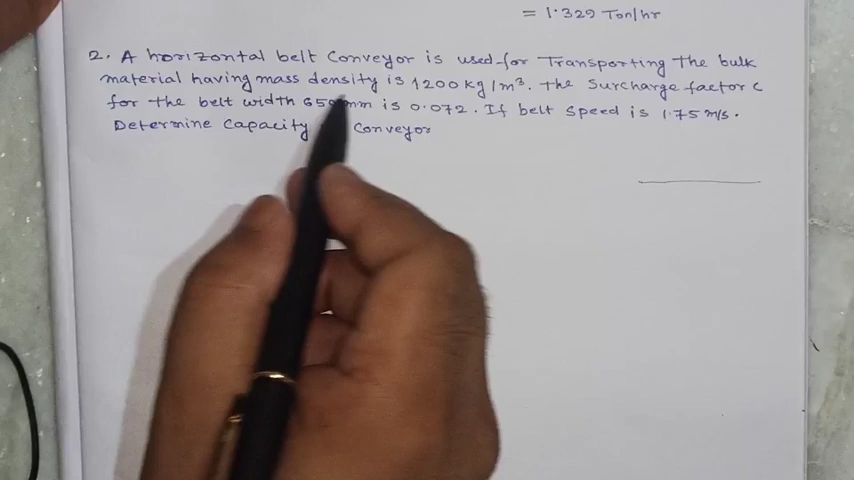 = 1.329 Ton/hr
2. A horizontal belt Conveyor is used for Transporting The bulk
material having mass density is 1200 kg/m³. The Surcharge factor C
for the belt width 650mm is 0.072. If belt Speed is 1.75 m/s.
Determine Capacity Conveyor